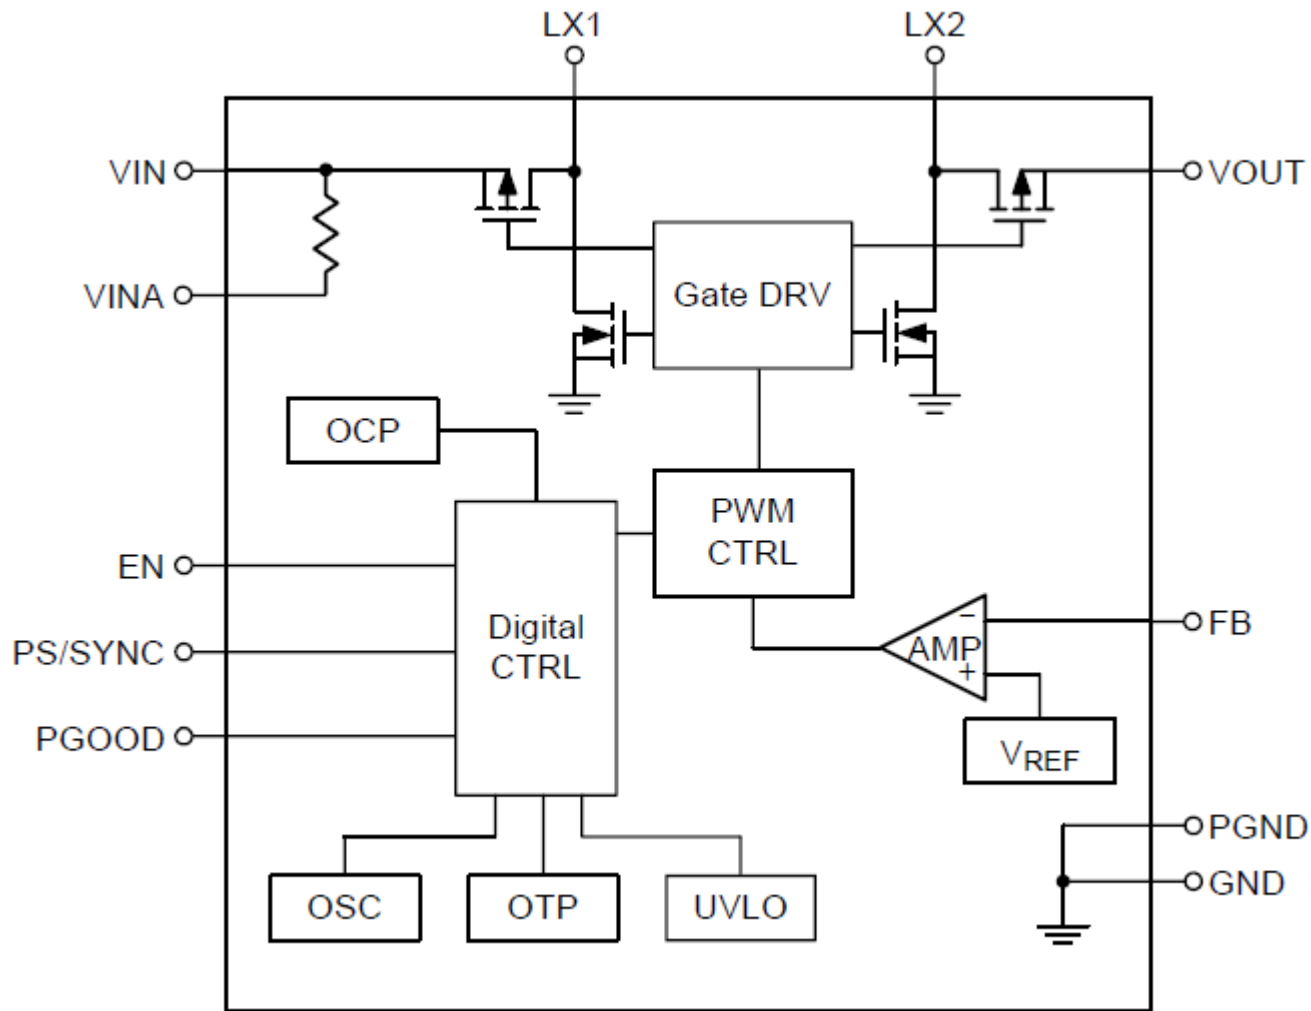 LX1
LX2
VIN
VOUT
VINA
Gate DRV
OCP
PWM
CTRL
EN
Digital
CTRL
PS/SYNC
PGOOD
−
AMP
+
FB
VREF
PGND
GND
OSC
OTP
UVLO